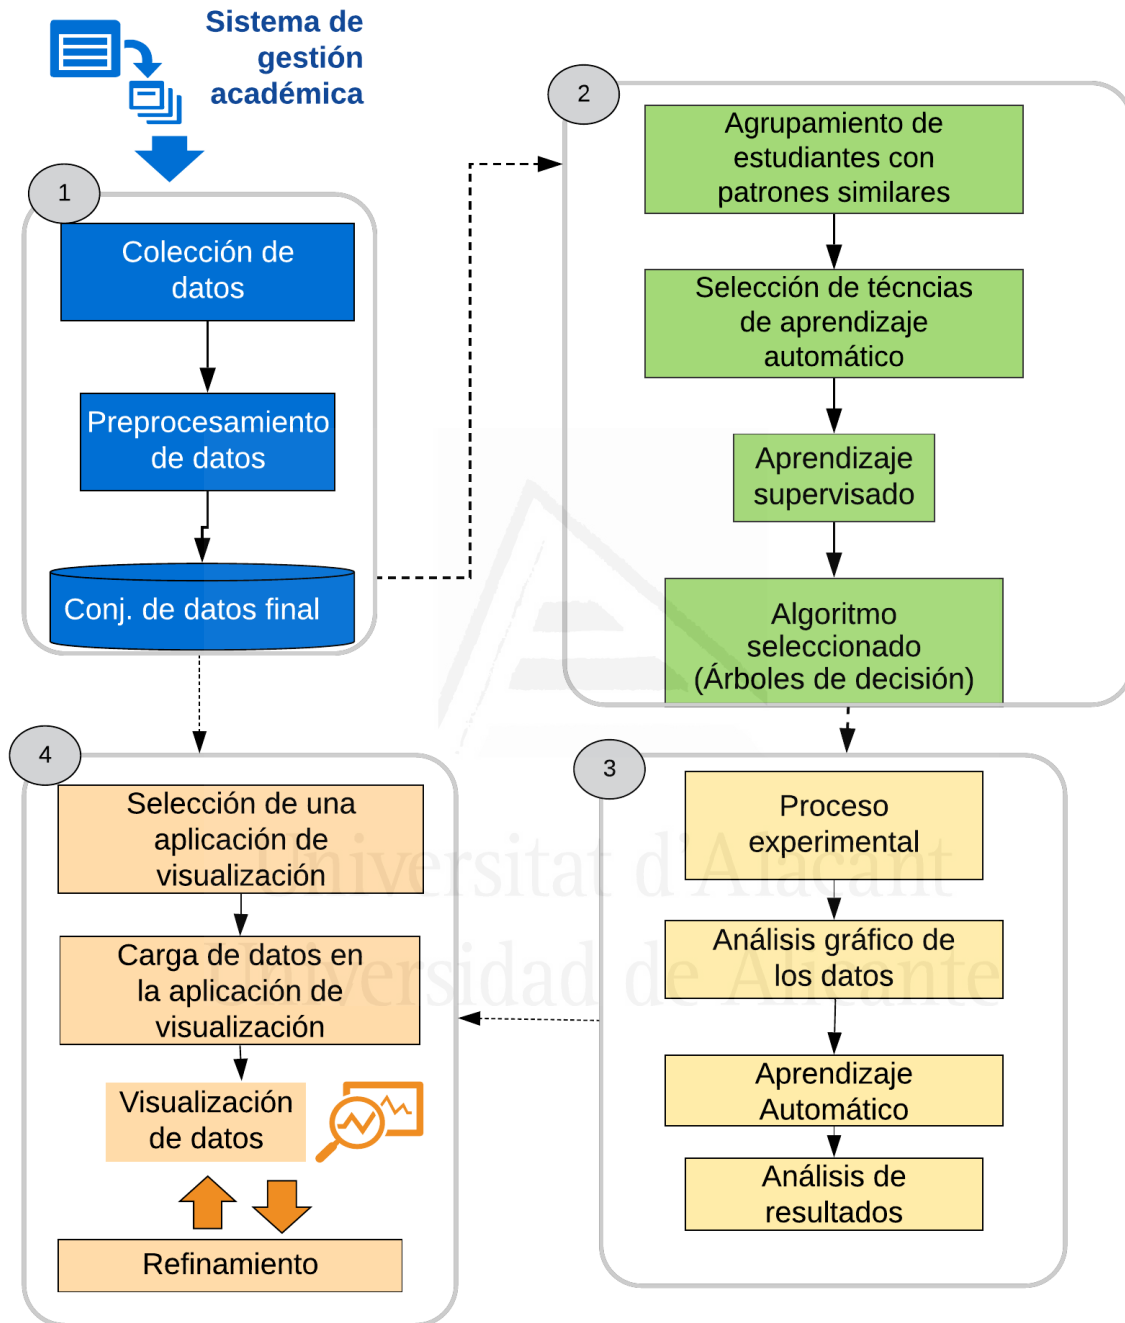 Sistema de
gestión
académica
1
Colección de
datos
Preprocesamiento
de datos
Conj. de datos final
2
Agrupamiento de
estudiantes con
patrones similares
Selección de técncias
de aprendizaje
automático
Aprendizaje
supervisado
Algoritmo
seleccionado
(Árboles de decisión)
3
Proceso
experimental
Análisis gráfico de
los datos
Aprendizaje
Automático
Análisis de
resultados
4
Selección de una
aplicación de
visualización
Carga de datos en
la aplicación de
visualización
Visualización
de datos
Refinamiento
Universitat d'Alacant
Universidad de Alicante